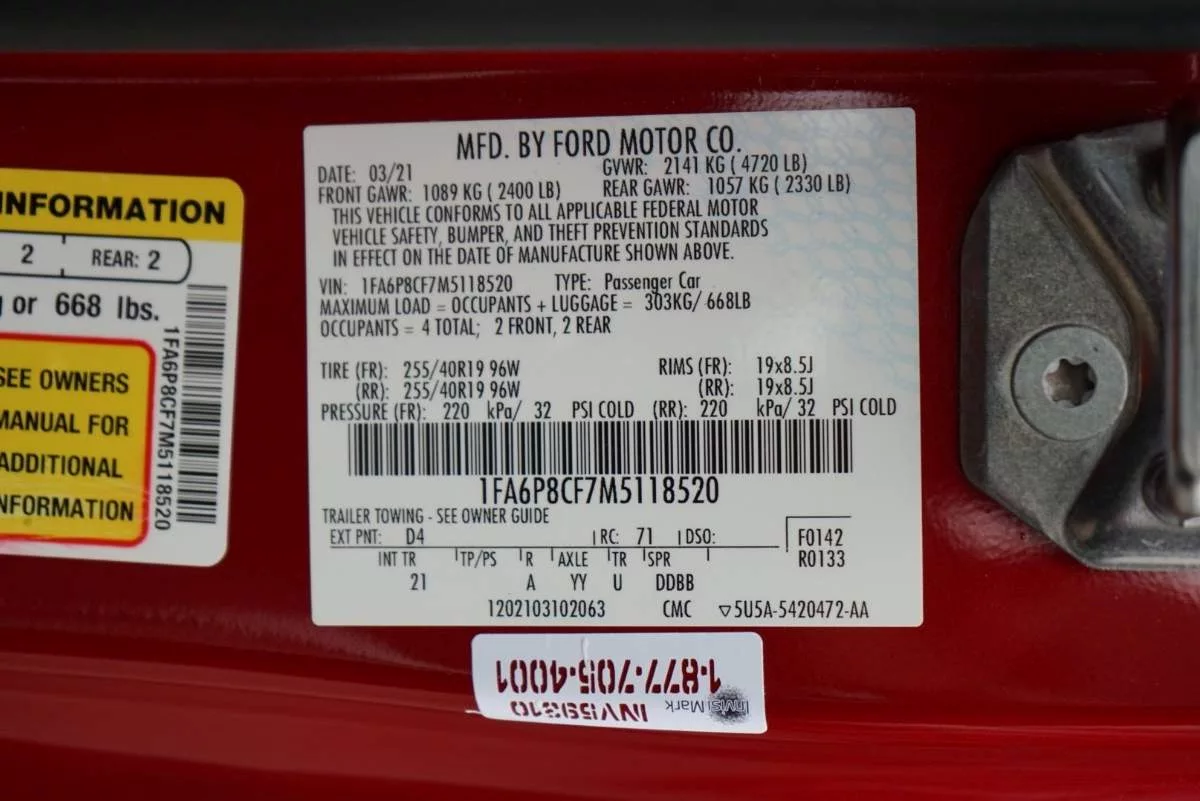 INFORMATION
2 REAR: 2
or 668 lbs.
SEE OWNERS
MANUAL FOR
ADDITIONAL
INFORMATION
1FA6P8CF7M5118520
MFD. BY FORD MOTOR CO.
DATE: 03/21 GVWR: 2141 KG ( 4720 LB)
FRONT GAWR: 1089 KG ( 2400 LB) REAR GAWR: 1057 KG ( 2330 LB)
THIS VEHICLE CONFORMS TO ALL APPLICABLE FEDERAL MOTOR
VEHICLE SAFETY, BUMPER, AND THEFT PREVENTION STANDARDS
IN EFFECT ON THE DATE OF MANUFACTURE SHOWN ABOVE.
VIN: 1FA6P8CF7M5118520 TYPE: Passenger Car
MAXIMUM LOAD = OCCUPANTS + LUGGAGE = 303KG/ 668LB
OCCUPANTS = 4 TOTAL; 2 FRONT, 2 REAR
TIRE (FR): 255/40R19 96W RIMS (FR): 19x8.5J
(RR): 255/40R19 96W (RR): 19x8.5J
PRESSURE (FR): 220 kPa/ 32 PSI COLD (RR): 220 kPa/ 32 PSI COLD
1FA6P8CF7M5118520
TRAILER TOWING - SEE OWNER GUIDE
EXT PNT: D4 RC: 71 DSO: F0142
INT TR TP/PS R AXLE TR SPR R0133
21 A YY U DDBB
1202103102063 CMC ▽5U5A-5420472-AA
InvisiMark 1-877-705-4001
INV59310